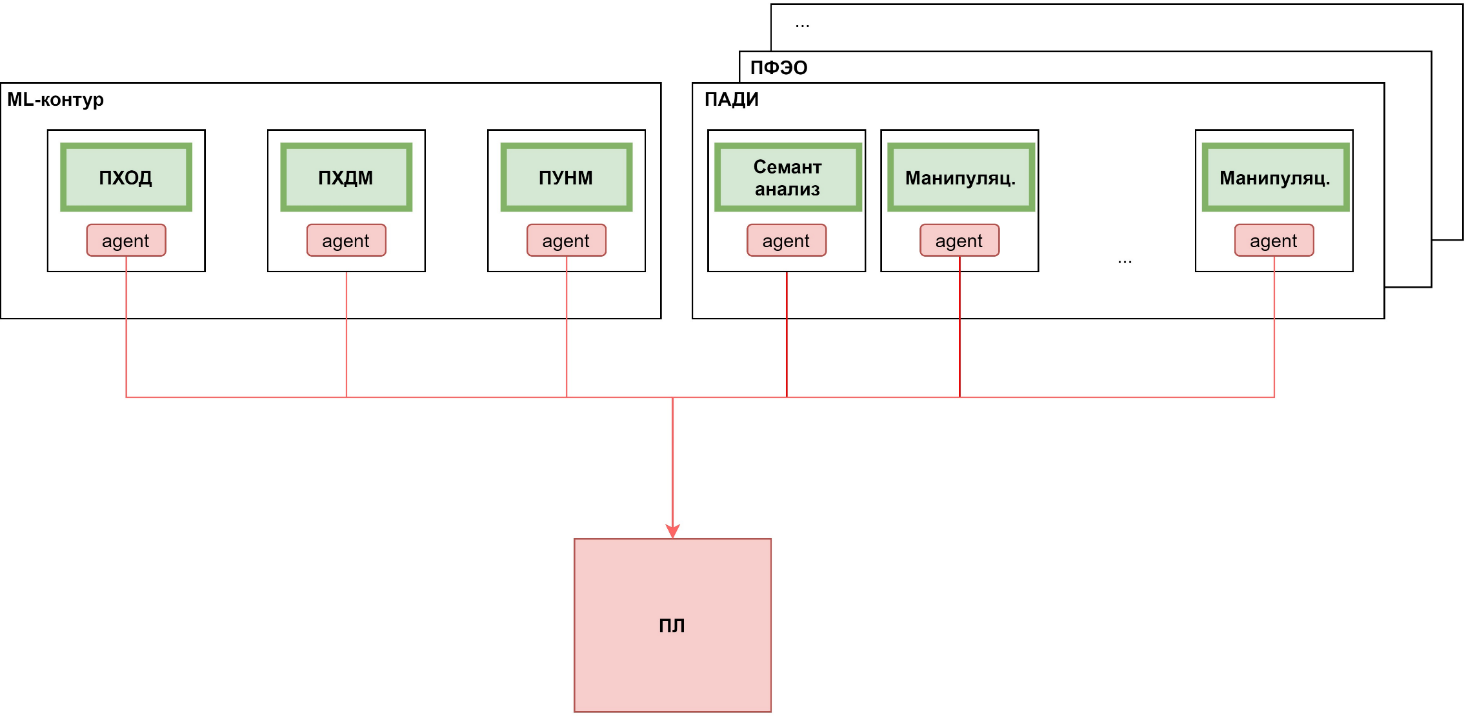 ...
ПФЭО
ML-контур
ПАДИ
ПХОД
ПХДМ
ПУНМ
Семант
анализ
Манипуляц.
Манипуляц.
agent
agent
agent
agent
agent
...
agent
ПЛ